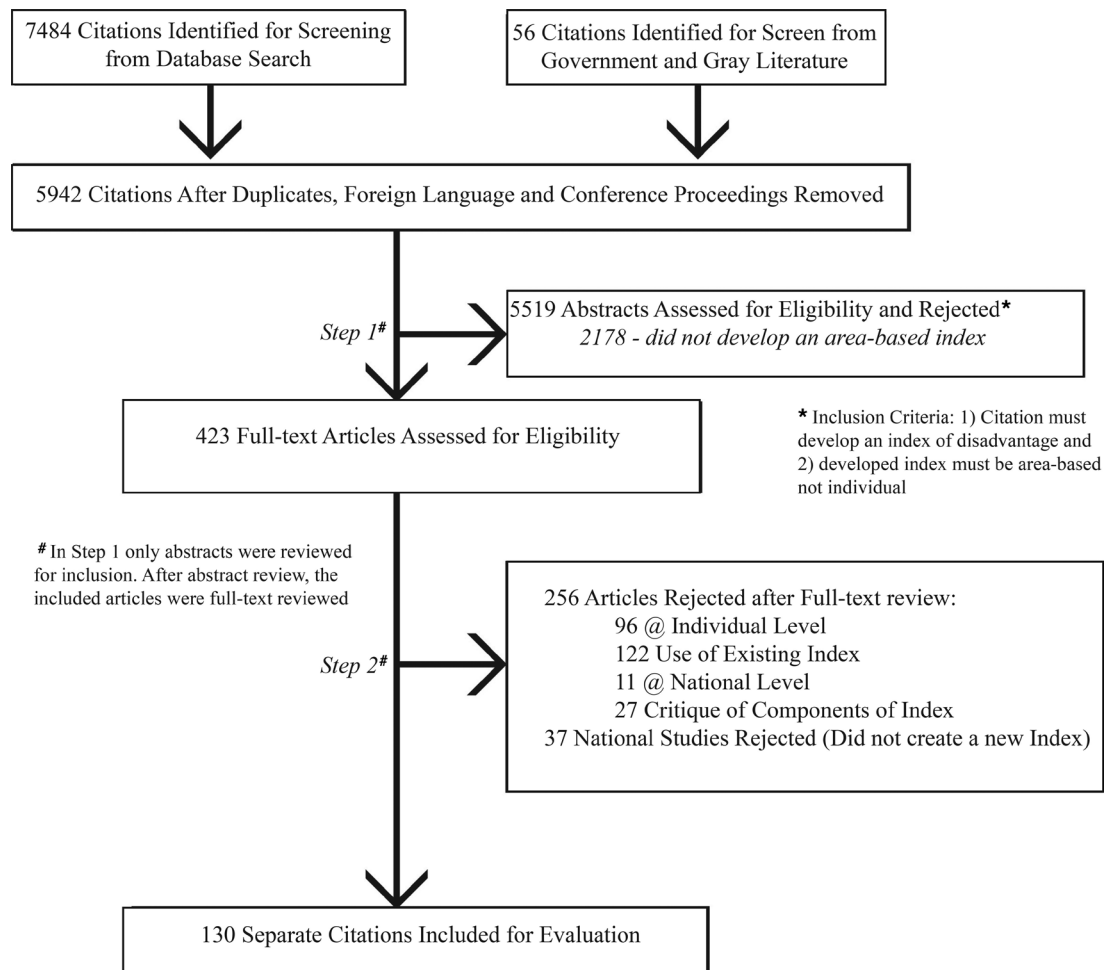 7484 Citations Identified for Screening
from Database Search
56 Citations Identified for Screen from
Government and Gray Literature
5942 Citations After Duplicates, Foreign Language and Conference Proceedings Removed
Step 1#
5519 Abstracts Assessed for Eligibility and Rejected*
2178 - did not develop an area-based index
423 Full-text Articles Assessed for Eligibility
* Inclusion Criteria: 1) Citation must
develop an index of disadvantage and
2) developed index must be area-based
not individual
# In Step 1 only abstracts were reviewed
for inclusion. After abstract review, the
included articles were full-text reviewed
Step 2#
256 Articles Rejected after Full-text review:
96 @ Individual Level
122 Use of Existing Index
11 @ National Level
27 Critique of Components of Index
37 National Studies Rejected (Did not create a new Index)
130 Separate Citations Included for Evaluation